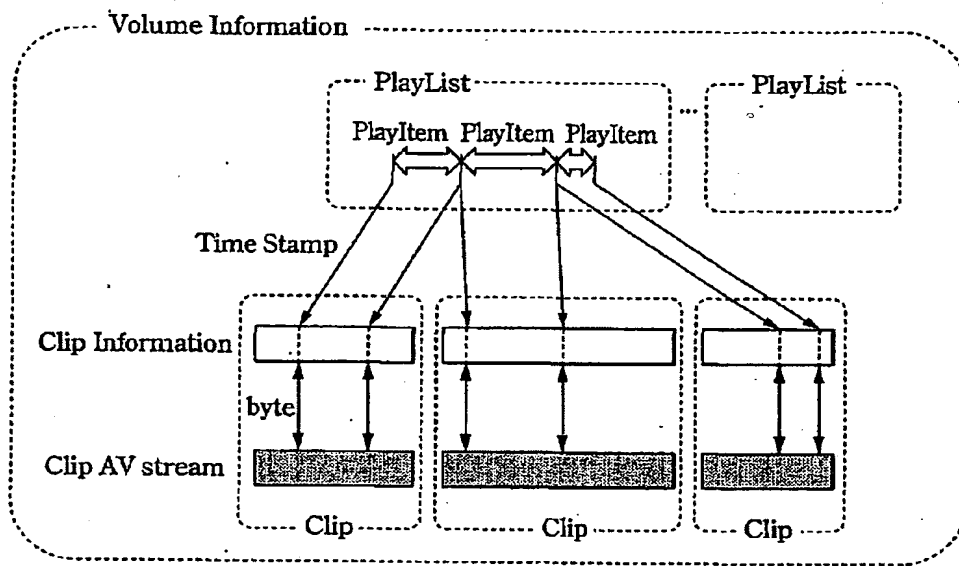 Volume Information
PlayList
PlayList
...
PlayItem PlayItem PlayItem
Time Stamp
Clip Information
byte
Clip AV stream
Clip
Clip
Clip